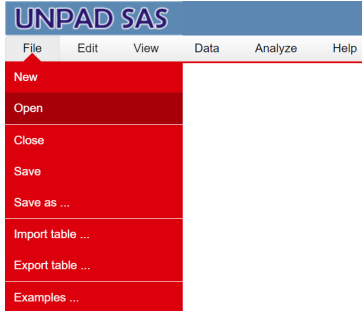 UNPAD SAS
File Edit View Data Analyze Help
New
Open
Close
Save
Save as ...
Import table ...
Export table ...
Examples ...